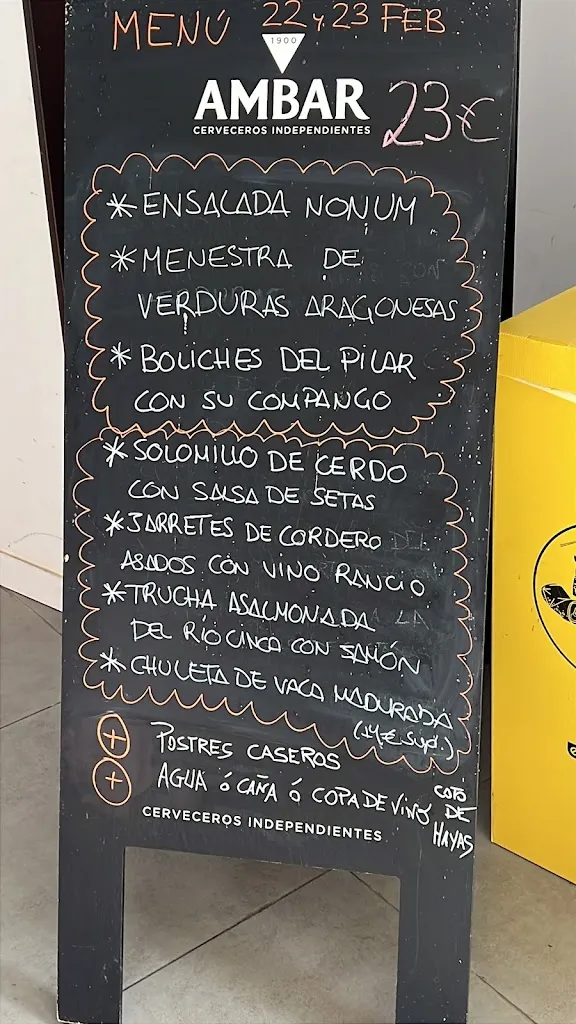 MENÚ 22 y 23 FEB
1900
AMBAR
CERVECEROS INDEPENDIENTES
23€
* ENSALADA NONUM
* MENESTRA DE
VERDURAS ARAGONESAS
* BOLICHES DEL PILAR
CON SU COMPANGO
* SOLOMILLO DE CERDO
CON SALSA DE SETAS
* JARRETES DE CORDERO
ASADOS CON VINO RANCIO
* TRUCHA ASALMONADA
DEL RÍO CINCA CON JAMÓN
* CHULETA DE VACA MADURADA
(14€ sup.)
+ POSTRES CASEROS
+ AGUA ó CAÑA ó COPA DE VINO COTO
DE
HAYAS
CERVECEROS INDEPENDIENTES